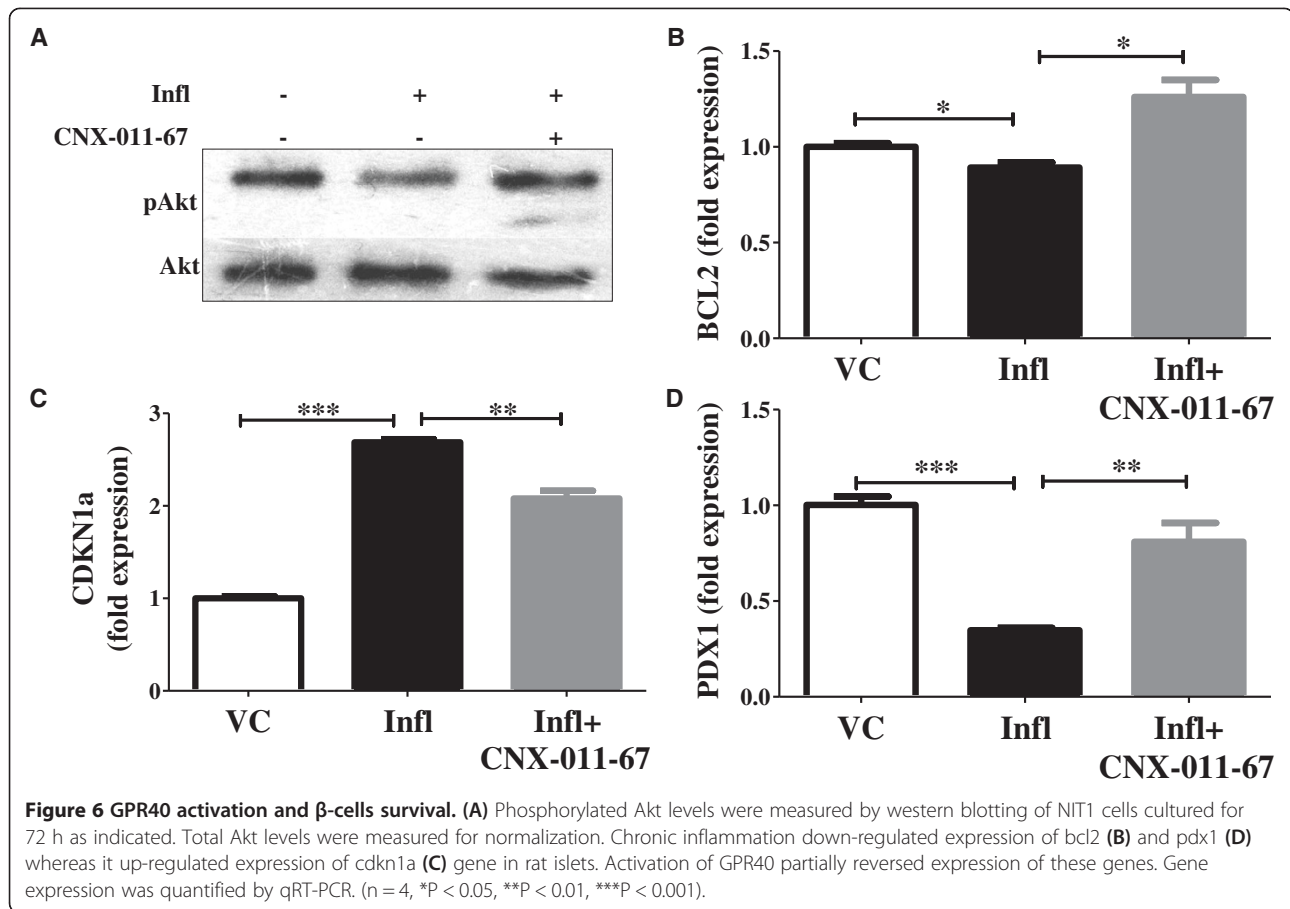 A
Infl - + +
CNX-011-67 - - +
pAkt
Akt
B
BCL2 (fold expression)
1.5
1.0
0.5
0.0
*
*
VC Infl Infl+
CNX-011-67
C
CDKN1a
(fold expression)
3
2
1
0
***
**
VC Infl Infl+
CNX-011-67
D
PDX1 (fold expression)
1.5
1.0
0.5
0.0
***
**
VC Infl Infl+
CNX-011-67
Figure 6 GPR40 activation and β-cells survival. (A) Phosphorylated Akt levels were measured by western blotting of NIT1 cells cultured for
72 h as indicated. Total Akt levels were measured for normalization. Chronic inflammation down-regulated expression of bcl2 (B) and pdx1 (D)
whereas it up-regulated expression of cdkn1a (C) gene in rat islets. Activation of GPR40 partially reversed expression of these genes. Gene
expression was quantified by qRT-PCR. (n = 4, *P < 0.05, **P < 0.01, ***P < 0.001).